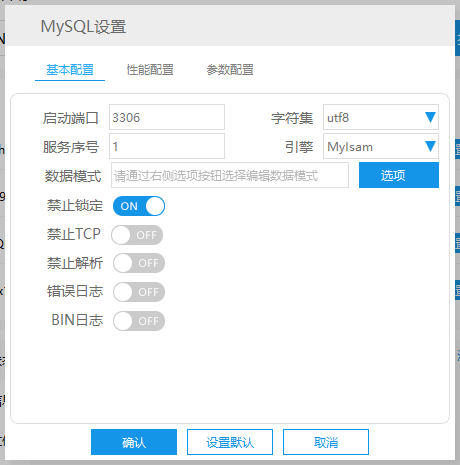 MySQL设置
基本配置 性能配置 参数配置
启动端口 3306 字符集 utf8
服务序号 1 引擎 MyIsam
数据模式 请通过右侧选项按钮选择编辑数据模式 选项
禁止锁定 ON
禁止TCP OFF
禁止解析 OFF
错误日志 OFF
BIN日志 OFF
确认 设置默认 取消